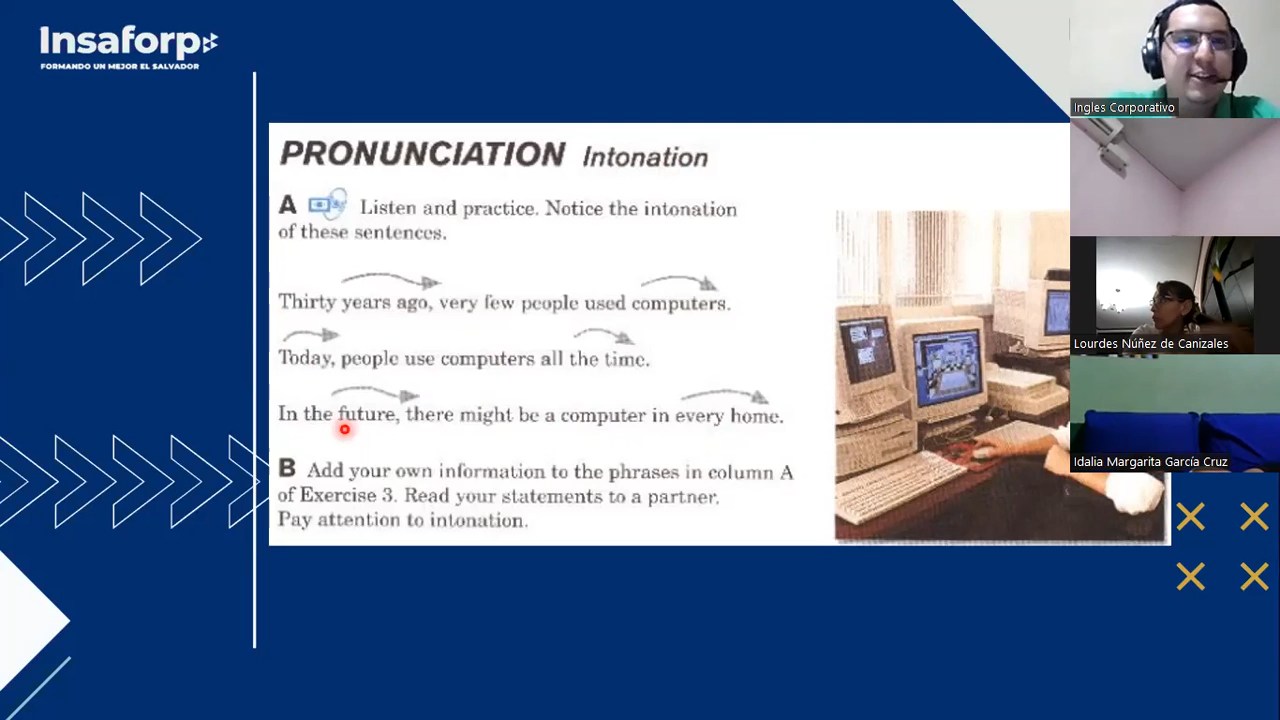 Insaforp
FORMANDO UN MEJOR EL SALVADOR
PRONUNCIATION Intonation
A Listen and practice. Notice the intonation
of these sentences.
Thirty years ago, very few people used computers.
Today, people use computers all the time.
In the future, there might be a computer in every home.
B Add your own information to the phrases in column A
of Exercise 3. Read your statements to a partner.
Pay attention to intonation.
Ingles Corporativo
Lourdes Núñez de Canizales
Idalia Margarita García Cruz